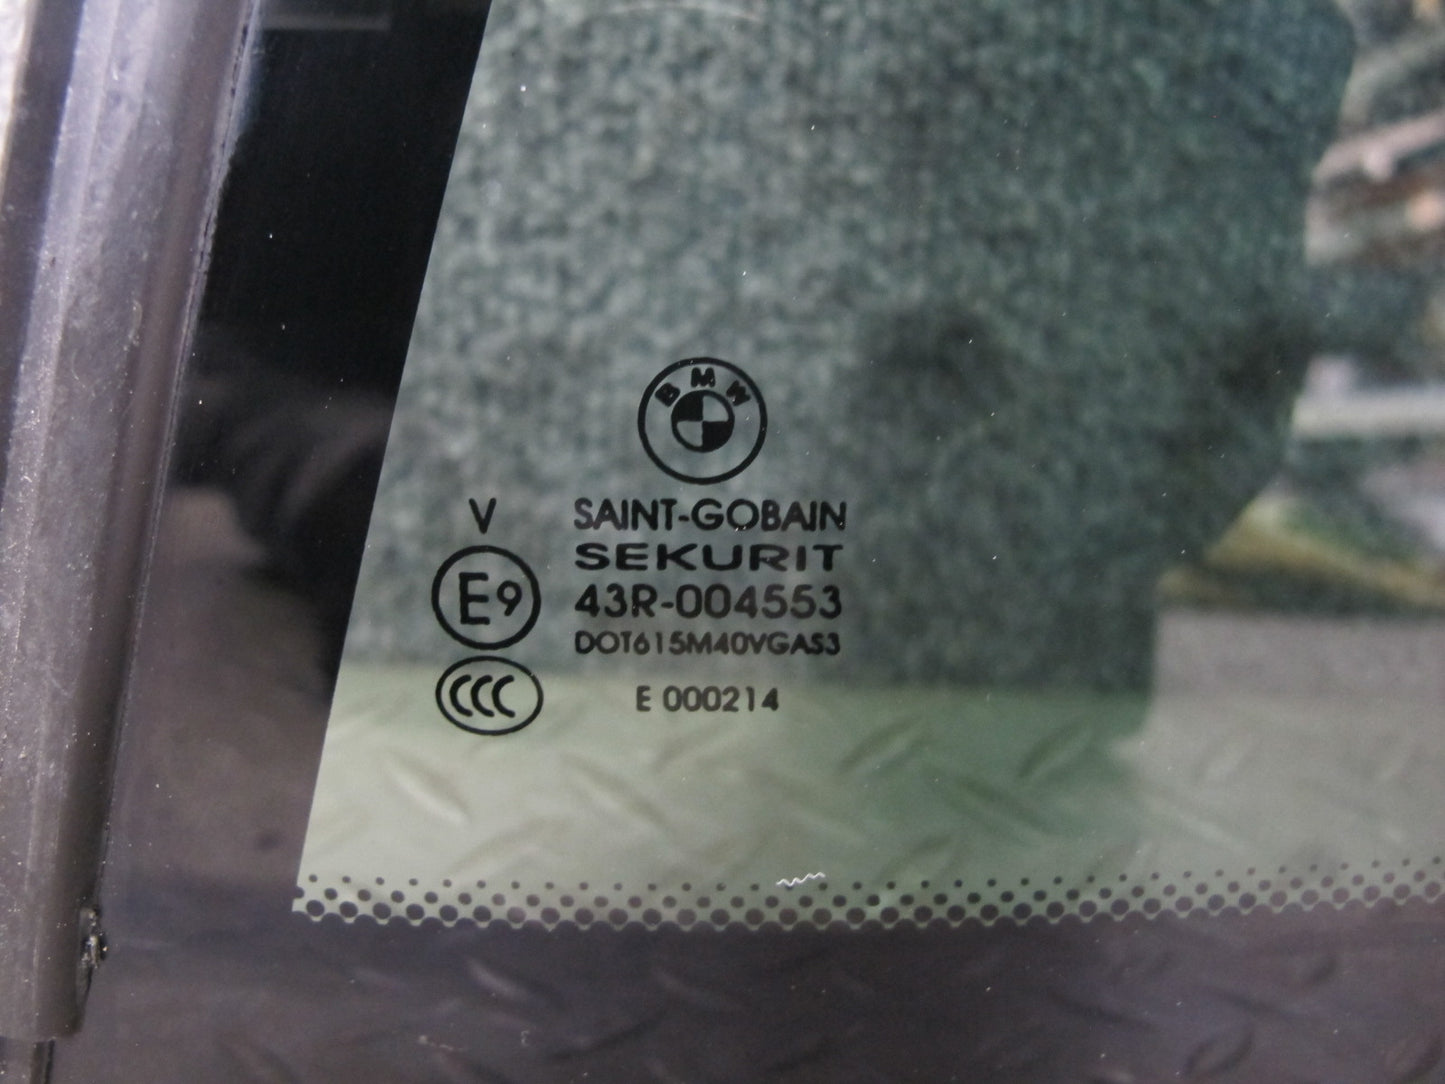 BMW
V
SAINT-GOBAIN
SEKURIT
E9
43R-004553
DOT615M40VGAS3
CCC
E 000214